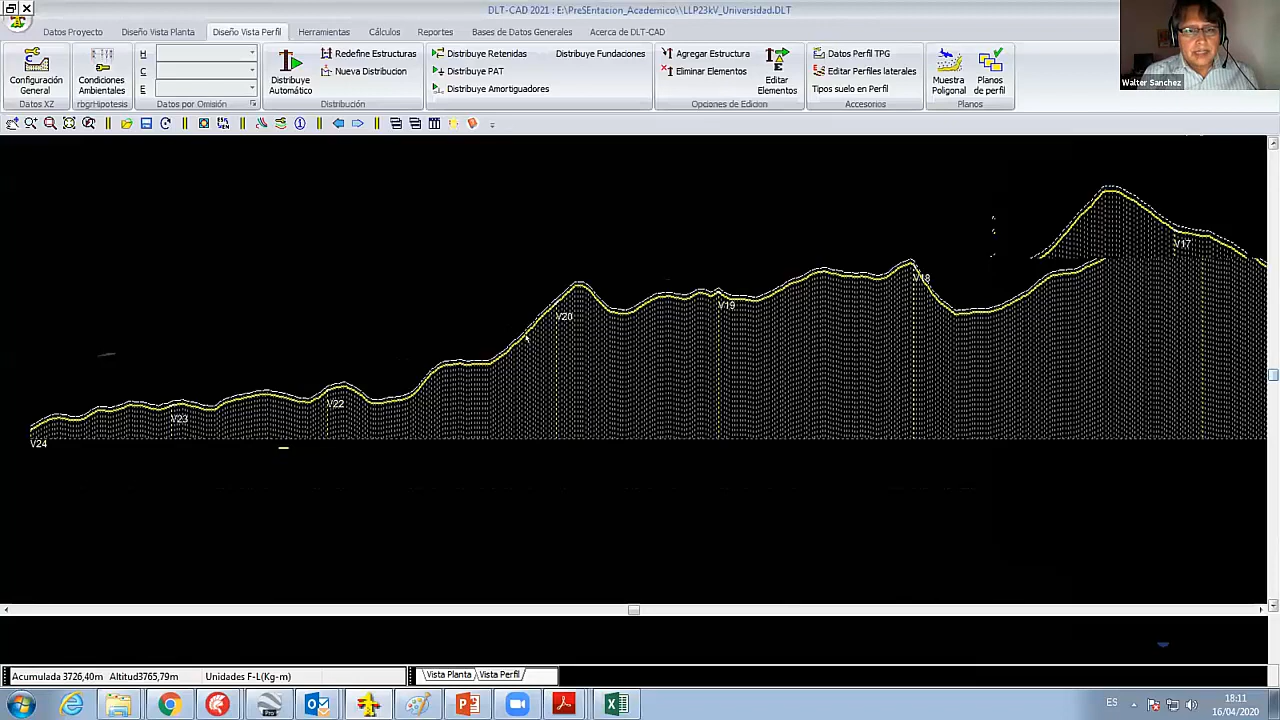 DLT-CAD 2021 : E:\PreSEntacion_Academico\\LLP23kV_Universidad.DLT
Datos Proyecto Diseño Vista Planta Diseño Vista Perfil Herramientas Cálculos Reportes Bases de Datos Generales Acerca de DLT-CAD
Configuración General
Datos XZ
Condiciones Ambientales
rbgrHipotesis
H
C
E
Datos por Omisión
Distribuye Automático
Redefine Estructuras
Nueva Distribucion
Distribución
Distribuye Retenidas
Distribuye PAT
Distribuye Amortiguadores
Distribuye Fundaciones
Agregar Estructura
Eliminar Elementos
Editar Elementos
Opciones de Edicion
Datos Perfil TPG
Editar Perfiles laterales
Tipos suelo en Perfil
Accesorios
Muestra Poligonal
Planos de perfil
Planos
Walter Sanchez
V17
V18
V19
V20
V22
V23
V24
Acumulada 3726,40m Altitud3765,79m Unidades F-L(Kg-m)
Vista Planta Vista Perfil
Pro
ES
18:11
16/04/2020